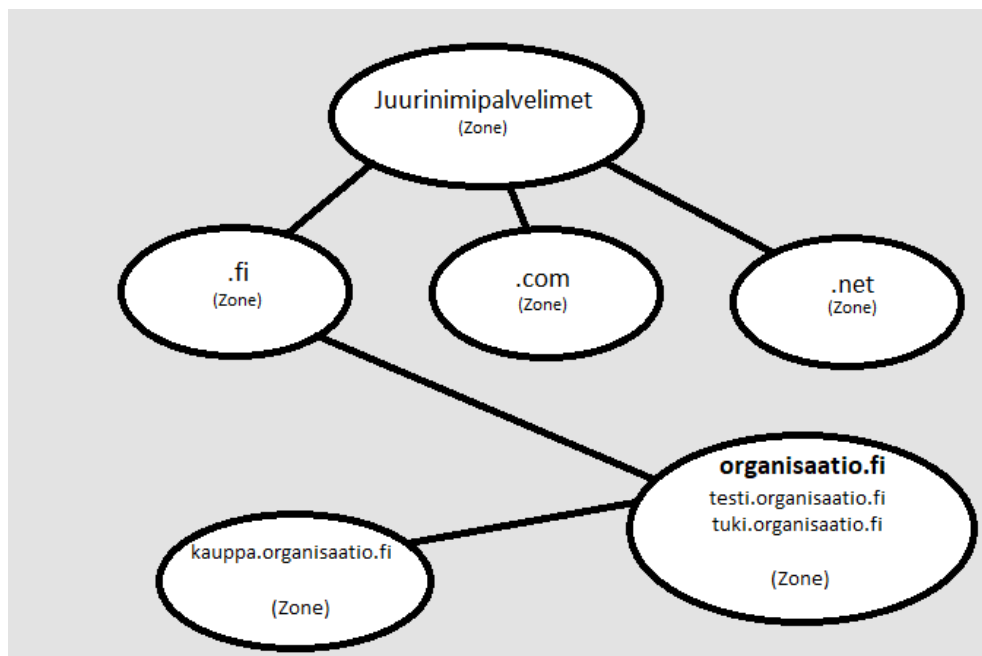 Juurinimipalvelimet
(Zone)
.fi
(Zone)
.com
(Zone)
.net
(Zone)
organisaatio.fi
testi.organisaatio.fi
tuki.organisaatio.fi
(Zone)
kauppa.organisaatio.fi
(Zone)